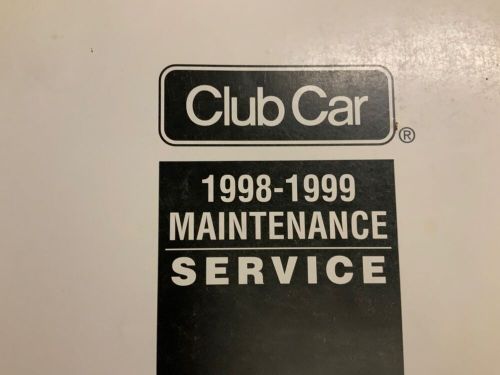 Club Car®
1998-1999
MAINTENANCE
SERVICE